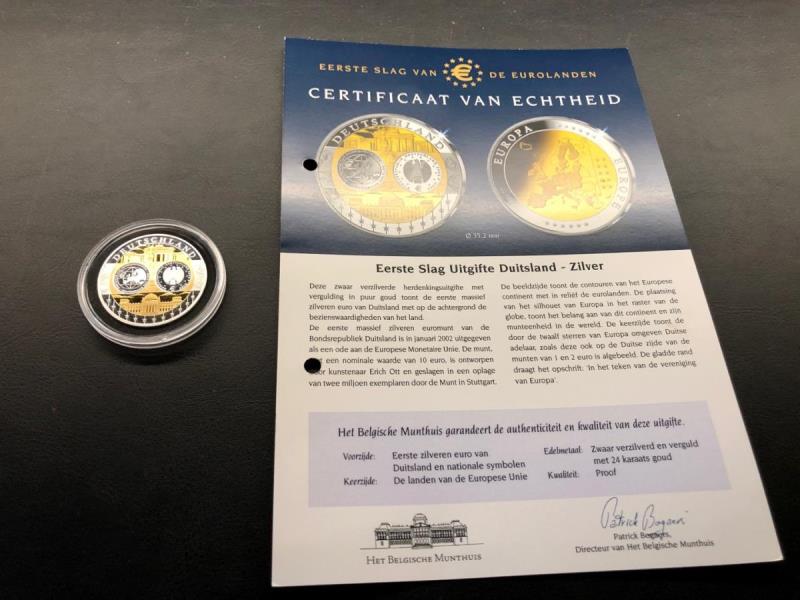 DEUTSCHLAND
EERSTE SLAG VAN € DE EUROLANDEN
CERTIFICAAT VAN ECHTHEID
DEUTSCHLAND
EUROPA
EUROPE
Ø 35.2 mm
Eerste Slag Uitgifte Duitsland - Zilver
Deze zwaar verzilverde herdenkingsuitgifte met
vergulding in puur goud toont de eerste massief
zilveren euro van Duitsland met op de achtergrond de
bezienswaardigheden van het land.
De eerste massief zilveren euromunt van de
Bondsrepubliek Duitsland is in januari 2002 uitgegeven
als een ode aan de Europese Monetaire Unie. De munt,
een nominale waarde van 10 euro, is ontworpen
kunstenaar Erich Ott en geslagen in een oplage
van twee miljoen exemplaren door de Munt in Stuttgart.
De beeldzijde toont de contouren van het Europese
continent met in reliëf de eurolanden. De plaatsing
van het silhouet van Europa in het raster van de
globe, toont het belang aan van dit continent en zijn
munteenheid in de wereld. De keerzijde toont de
door de twaalf sterren van Europa omgeven Duitse
adelaar, zoals deze ook op de Duitse zijde van de
munten van 1 en 2 euro is afgebeeld. De gladde rand
draagt het opschrift: 'In het teken van de vereniging
van Europa'.
Het Belgische Munthuis garandeert de authenticiteit en kwaliteit van deze uitgifte.
Voorzijde: Eerste zilveren euro van
Duitsland en nationale symbolen
Keerzijde: De landen van de Europese Unie
Edelmetaal: Zwaar verzilverd en verguld
met 24 karaats goud
Kwaliteit: Proof
HET BELGISCHE MUNTHUIS
Patrick Bogaers
Patrick Bogaers,
Directeur van Het Belgische Munthuis